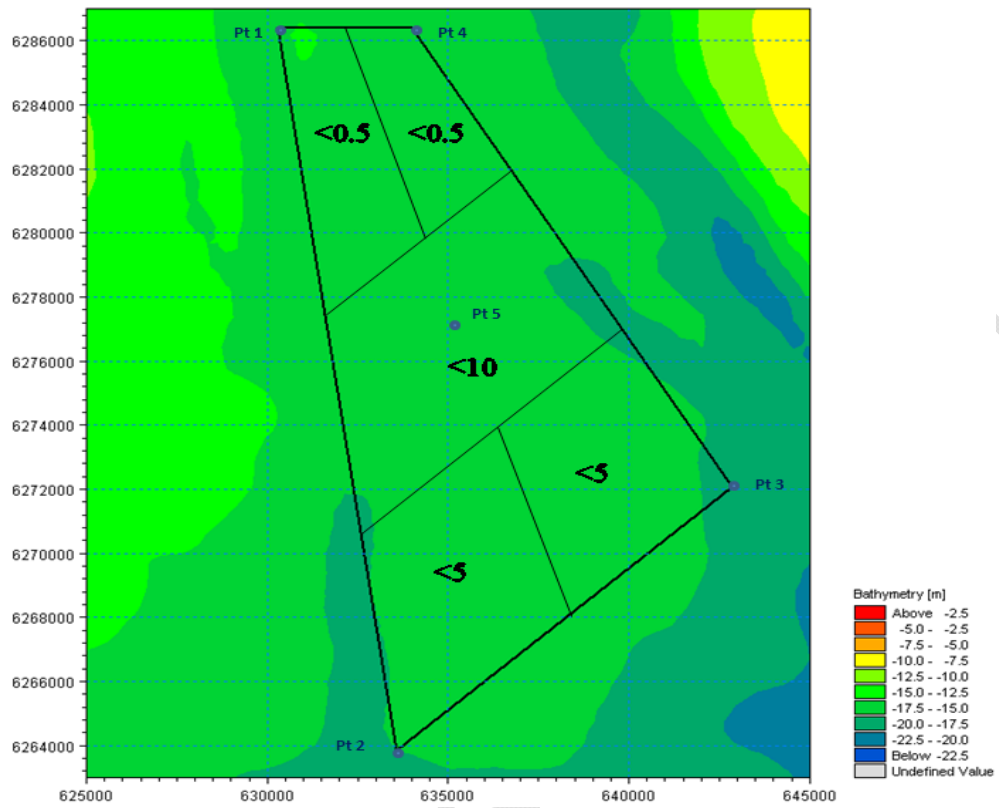 6286000
6284000
6282000
6280000
6278000
6276000
6274000
6272000
6270000
6268000
6266000
6264000
625000 630000 635000 640000 645000
Pt 1
Pt 4
<0.5 <0.5
Pt 5
<10
<5
Pt 3
<5
Pt 2
Bathymetry [m]
Above -2.5
-5.0 - -2.5
-7.5 - -5.0
-10.0 - -7.5
-12.5 - -10.0
-15.0 - -12.5
-17.5 - -15.0
-20.0 - -17.5
-22.5 - -20.0
Below -22.5
Undefined Value